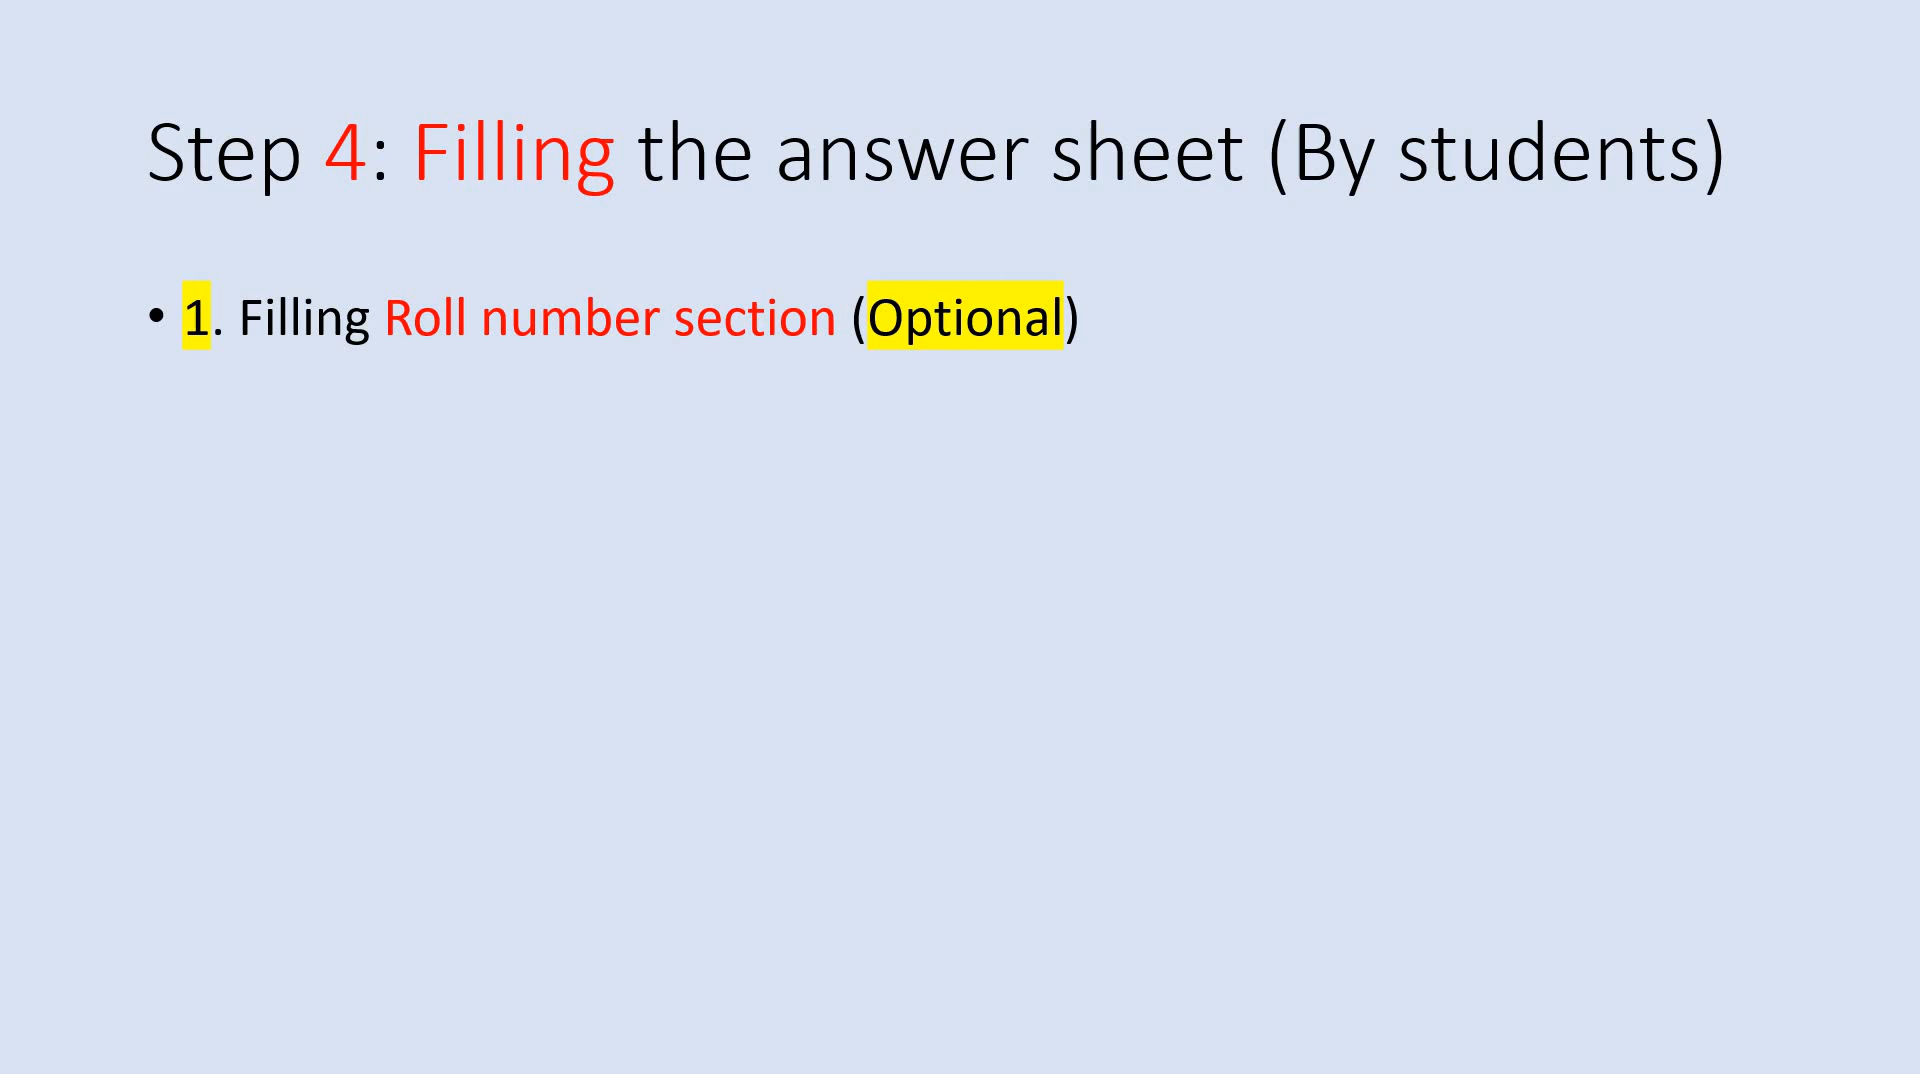 Step 4: Filling the answer sheet (By students)
• 1. Filling Roll number section (Optional)